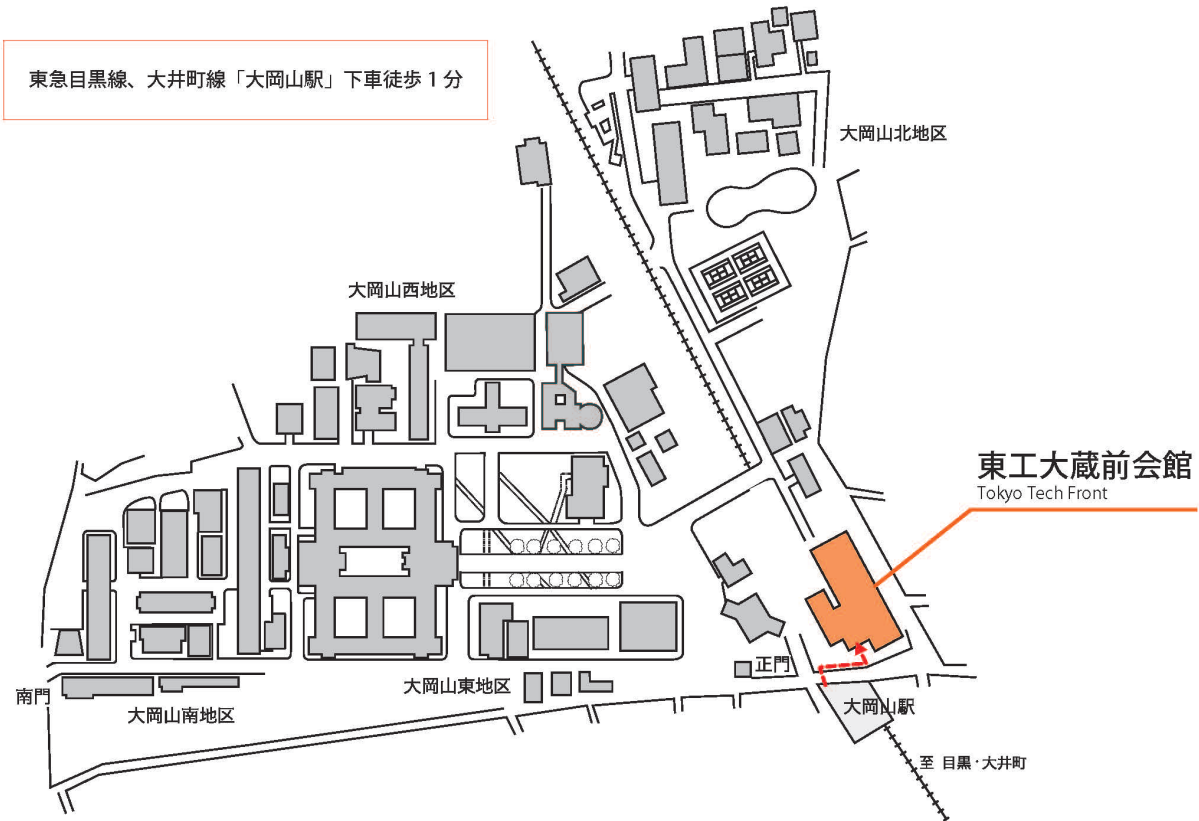 東急目黒線、大井町線「大岡山駅」下車徒歩 1 分
大岡山北地区
大岡山西地区
東工大蔵前会館
Tokyo Tech Front
正門
大岡山東地区
南門
大岡山南地区
大岡山駅
至 目黒・大井町